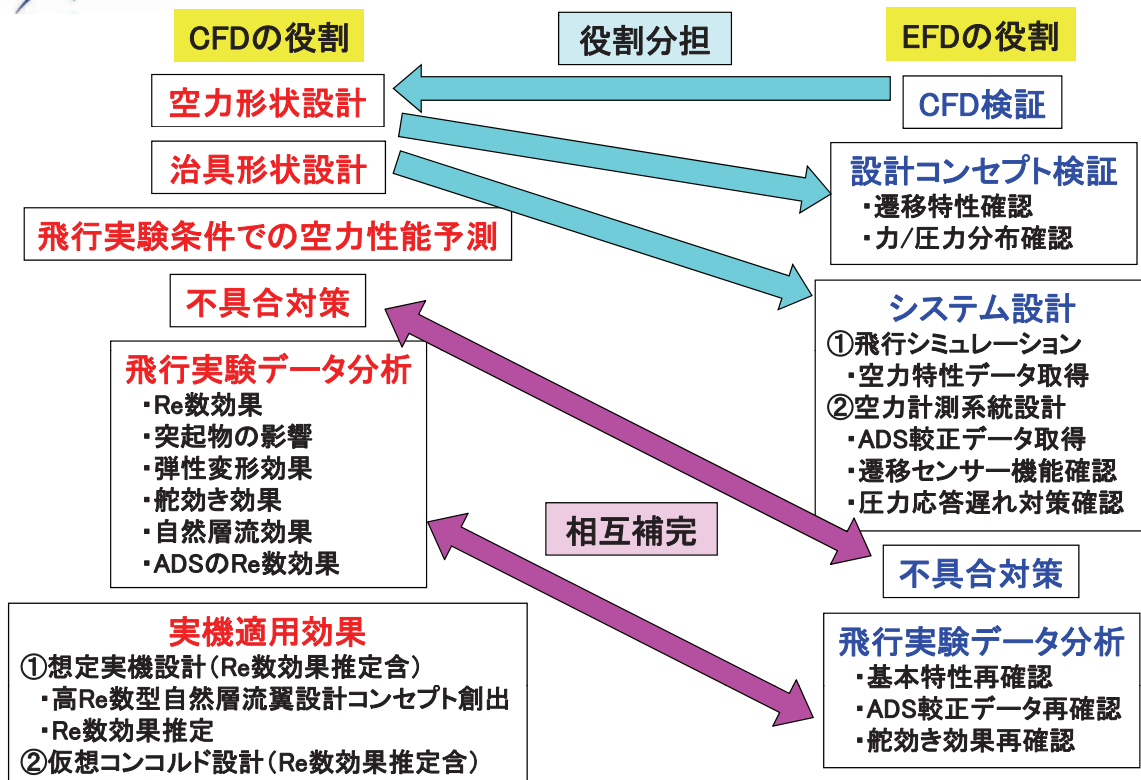 CFDの役割
役割分担
EFDの役割
空力形状設計
CFD検証
治具形状設計
設計コンセプト検証
・遷移特性確認
・力/圧力分布確認
飛行実験条件での空力性能予測
不具合対策
システム設計
①飛行シミュレーション
・空力特性データ取得
②空力計測系統設計
・ADS較正データ取得
・遷移センサー機能確認
・圧力応答遅れ対策確認
飛行実験データ分析
・Re数効果
・突起物の影響
・弾性変形効果
・舵効き効果
・自然層流効果
・ADSのRe数効果
相互補完
不具合対策
実機適用効果
①想定実機設計(Re数効果推定含)
・高Re数型自然層流翼設計コンセプト創出
・Re数効果推定
②仮想コンコルド設計(Re数効果推定含)
飛行実験データ分析
・基本特性再確認
・ADS較正データ再確認
・舵効き効果再確認